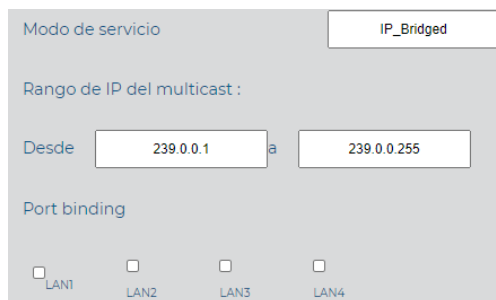 Modo de servicio IP_Bridged
Rango de IP del multicast :
Desde 239.0.0.1 a 239.0.0.255
Port binding
LAN1 LAN2 LAN3 LAN4